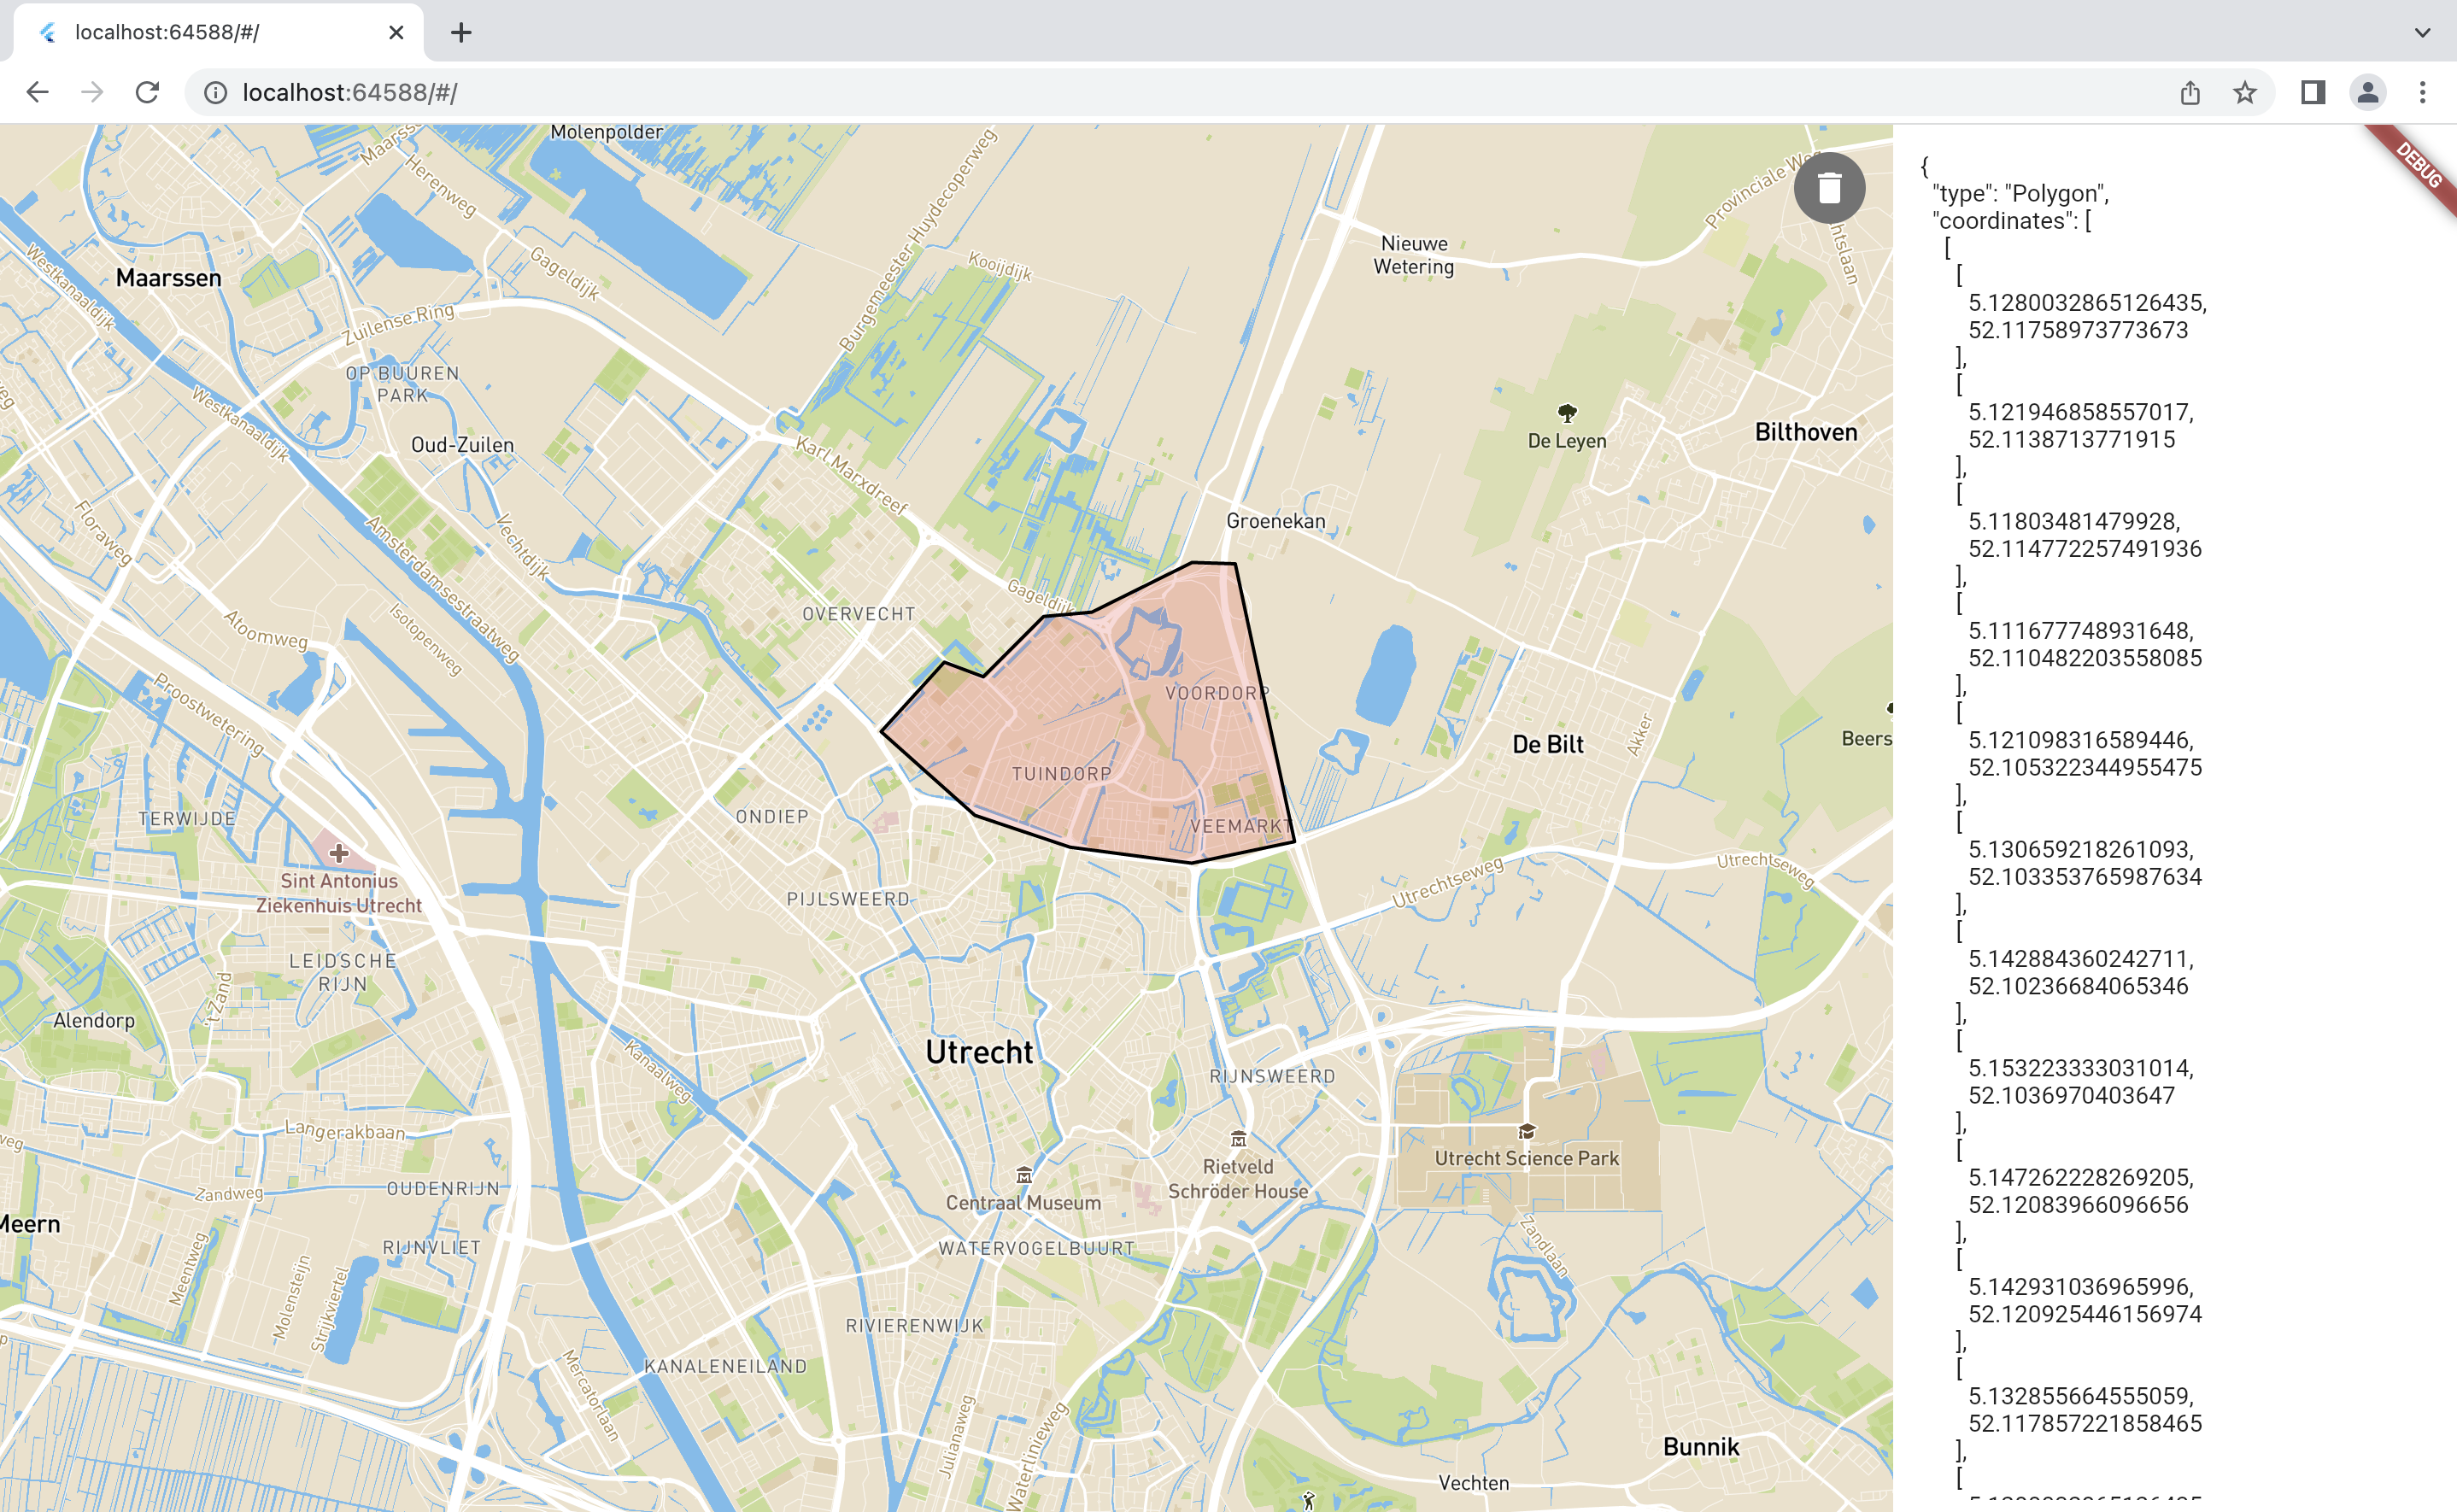 localhost:64588/#/
localhost:64588/#/
Molenpolder
Herenweg
Burgemeester Huydecoperweg
Provinciale
Nieuwe
Wetering
Kooijdijk
Gageldijk
Maarssen
Westkanaaldijk
Zuilense Ring
OP BUUREN
PARK
Westkanaaldijk
Oud-Zuilen
Karl Marxdreef
De Leyen
Bilthoven
Floraweg
Vechtdijk
Amsterdamsestraatweg
Groenekan
Gageldijk
OVERVECHT
Atoomweg
Isotopenweg
Proostwetering
VOORDORP
De Bilt
Akker
Beers
TUINDORP
TERWIJDE
ONDIEP
VEEMARKT
Sint Antonius
Ziekenhuis Utrecht
Utrechtseweg
Utrechtseweg
PIJLSWEERD
LEIDSCHE
RIJN
't Zand
Alendorp
Utrecht
Kanaalweg
RIJNSWEERD
Langerakbaan
Utrecht Science Park
Rietveld
Schröder House
OUDENRIJN
Zandweg
Centraal Museum
Meern
Zandlaan
RIJNVLIET
WATERVOGELBUURT
Meentweg
Molensteijn
Strijkviertel
RIVIERENWIJK
KANALENEILAND
Mercatorlaan
Julianaweg
Waterlinieweg
Bunnik
Vechten
DEBUG
{
"type": "Polygon",
"coordinates": [
[
[
5.1280032865126435,
52.11758973773673
],
[
5.121946858557017,
52.1138713771915
],
[
5.11803481479928,
52.114772257491936
],
[
5.111677748931648,
52.110482203558085
],
[
5.121098316589446,
52.105322344955475
],
[
5.130659218261093,
52.103353765987634
],
[
5.142884360242711,
52.10236684065346
],
[
5.153223333031014,
52.1036970403647
],
[
5.147262228269205,
52.12083966096656
],
[
5.142931036965996,
52.120925446156974
],
[
5.132855664555059,
52.117857221858465
],
[